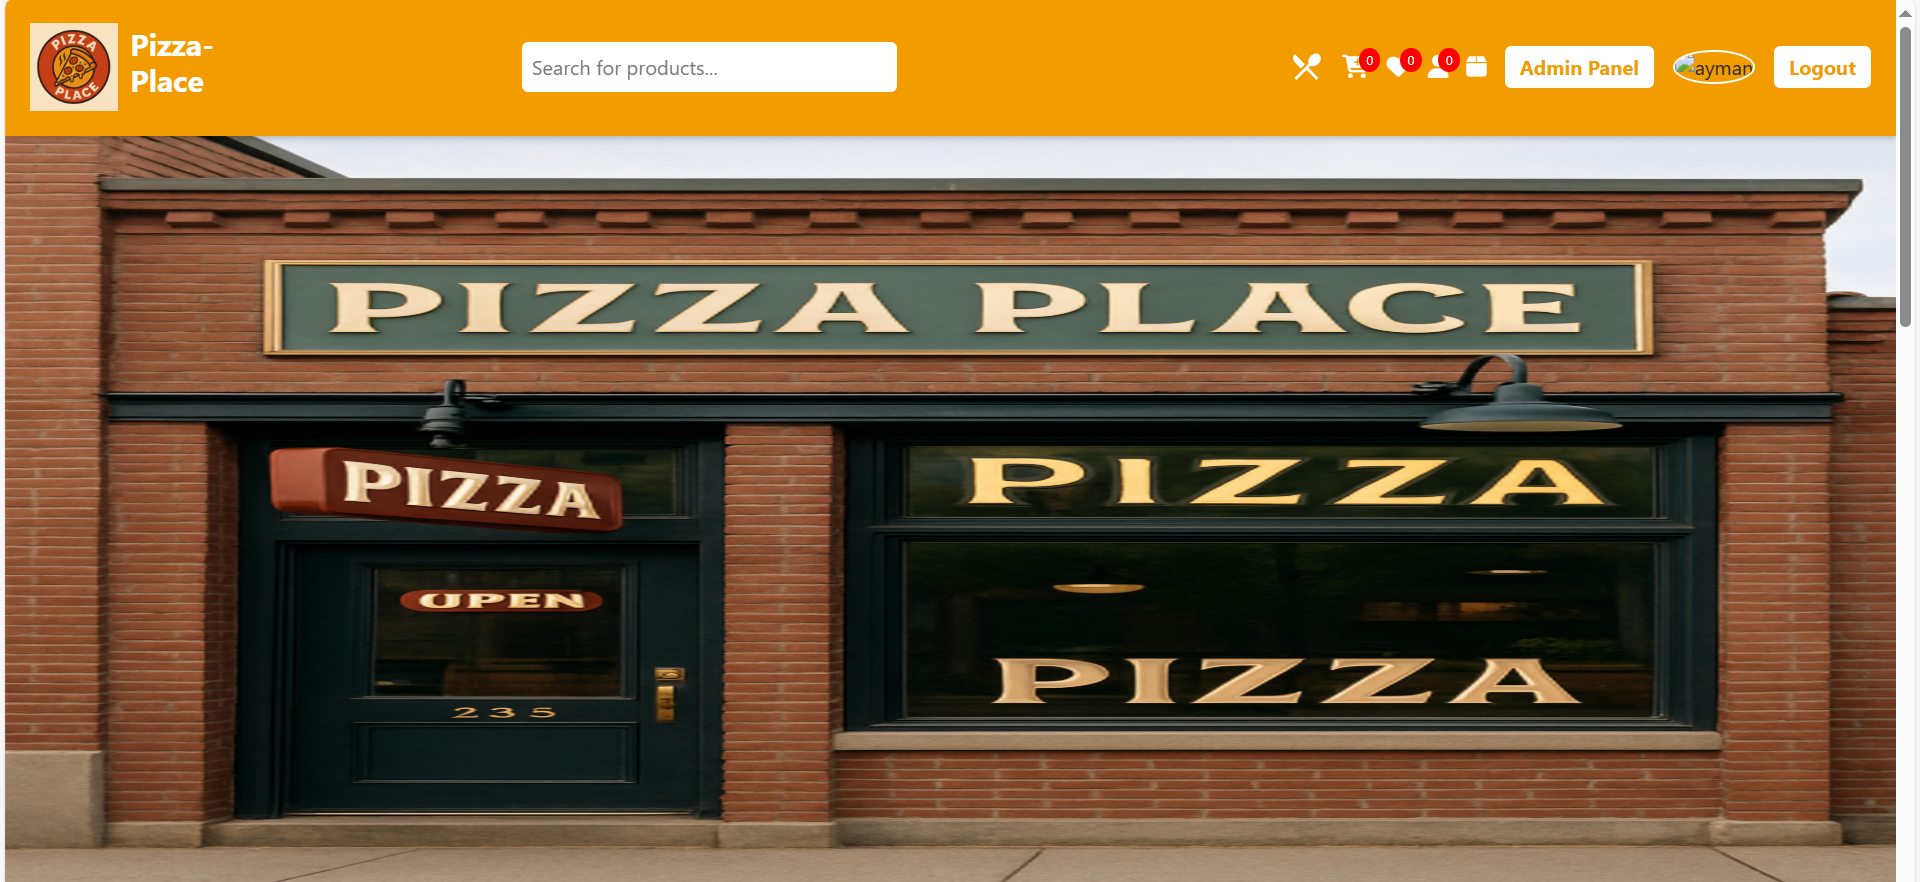 PIZZA
PLACE
Pizza-
Place
Search for products...
0
0
0
Admin Panel
ayman
Logout
PIZZA PLACE
PIZZA
PIZZA
OPEN
PIZZA
235